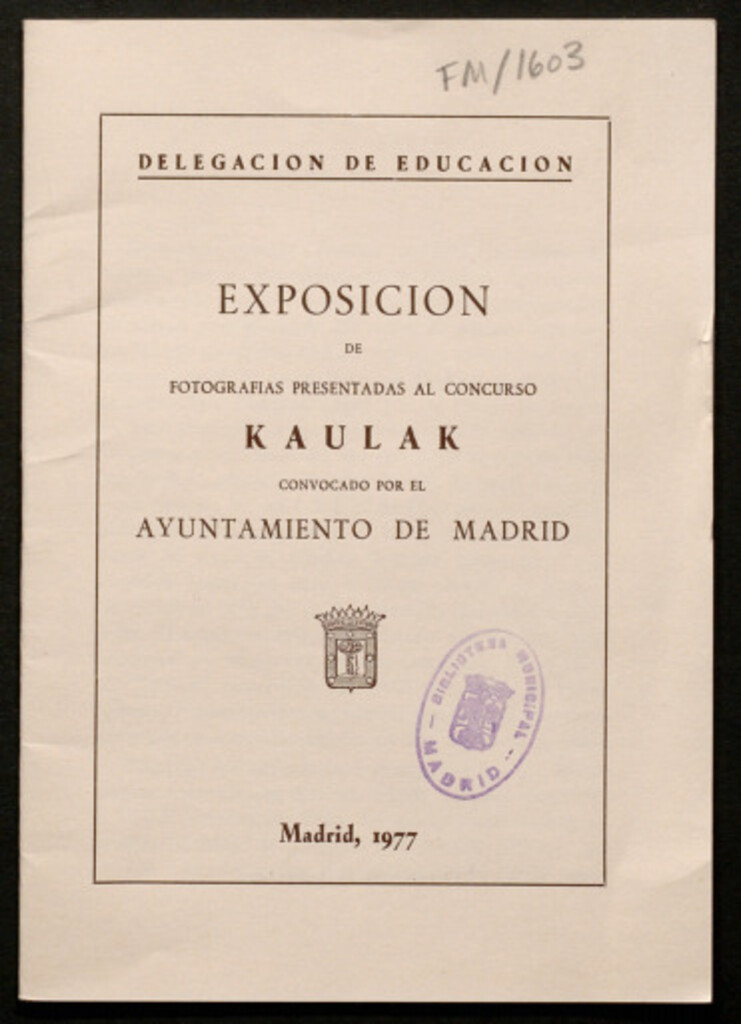 FM/1603
DELEGACION DE EDUCACION
EXPOSICION
DE
FOTOGRAFIAS PRESENTADAS AL CONCURSO
KAULAK
CONVOCADO POR EL
AYUNTAMIENTO DE MADRID
BIBLIOTECA MUNICIPAL
— MADRID —
Madrid, 1977